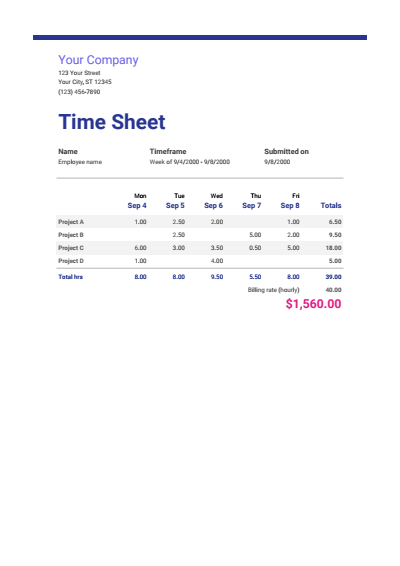 Your Company
123 Your Street
Your City, ST 12345
(123) 456-7890
Time Sheet
Name Timeframe Submitted on
Employee name Week of 9/4/2000 - 9/8/2000 9/8/2000
Mon Tue Wed Thu Fri
Sep 4 Sep 5 Sep 6 Sep 7 Sep 8 Totals
Project A 1.00 2.50 2.00 1.00 6.50
Project B 2.50 5.00 2.00 9.50
Project C 6.00 3.00 3.50 0.50 5.00 18.00
Project D 1.00 4.00 5.00
Total hrs 8.00 8.00 9.50 5.50 8.00 39.00
Billing rate (hourly) 40.00
$1,560.00